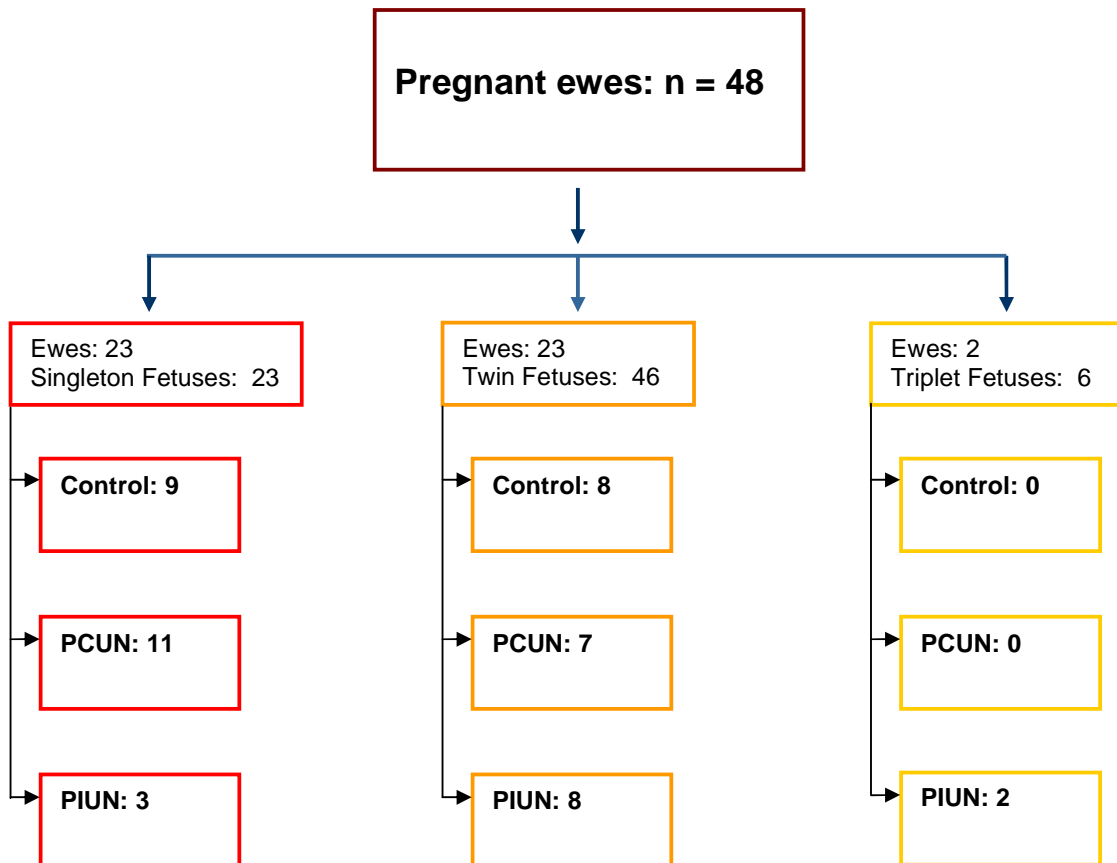 Pregnant ewes: n = 48
Ewes: 23
Singleton Fetuses:  23
Ewes: 23
Twin Fetuses:  46
Ewes: 2
Triplet Fetuses:  6
Control: 9
Control: 8
Control: 0
PCUN: 11
PCUN: 7
PCUN: 0
PIUN: 3
PIUN: 8
PIUN: 2